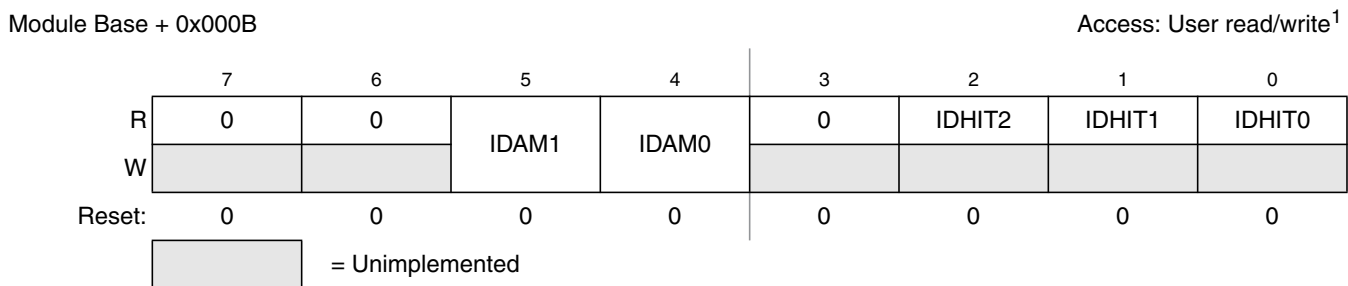 Module Base + 0x000B Access: User read/write1
7 6 5 4 3 2 1 0
R 0 0 IDAM1 IDAM0 0 IDHIT2 IDHIT1 IDHIT0
W
Reset: 0 0 0 0 0 0 0 0
= Unimplemented